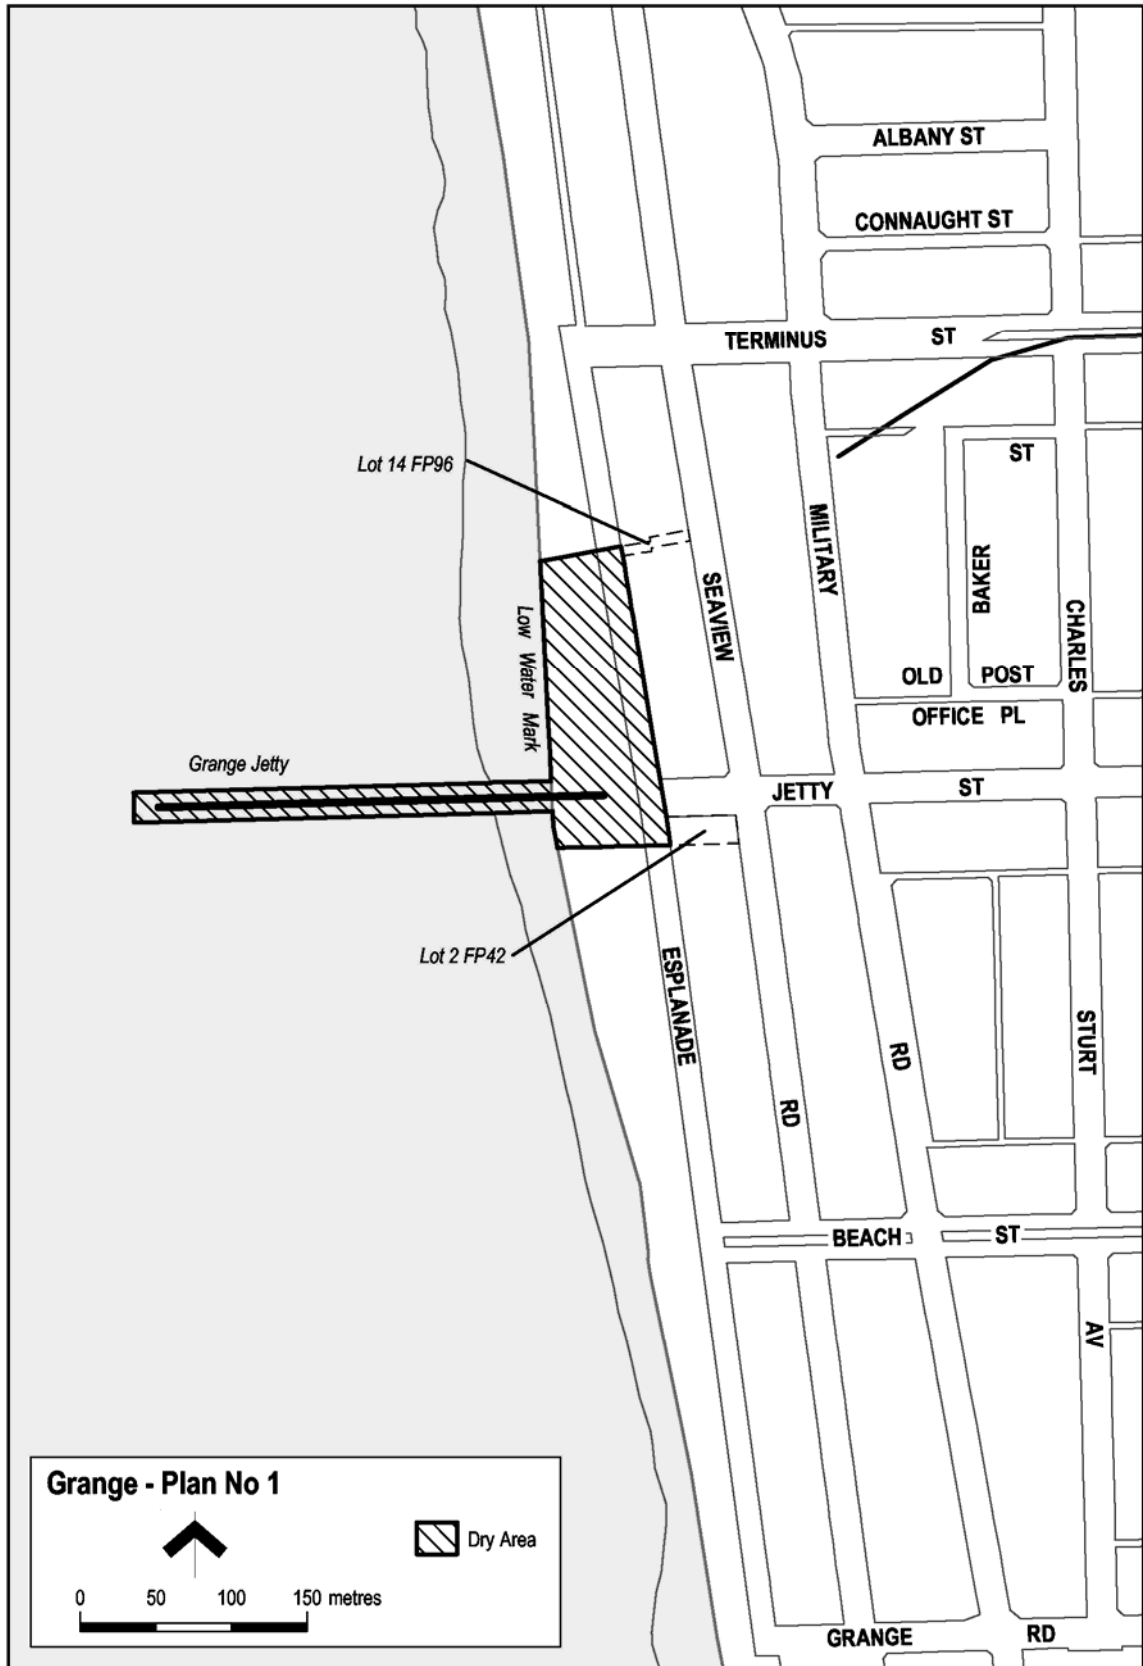 ALBANY ST
CONNAUGHT ST
TERMINUS ST
Lot 14 FP96
ST
MILITARY
BAKER
SEAVIEW
CHARLES
Low Water Mark
OLD POST
OFFICE PL
Grange Jetty
JETTY ST
Lot 2 FP42
ESPLANADE
STURT
RD
RD
BEACH ST
AV
Grange - Plan No 1
Dry Area
0 50 100 150 metres
GRANGE RD